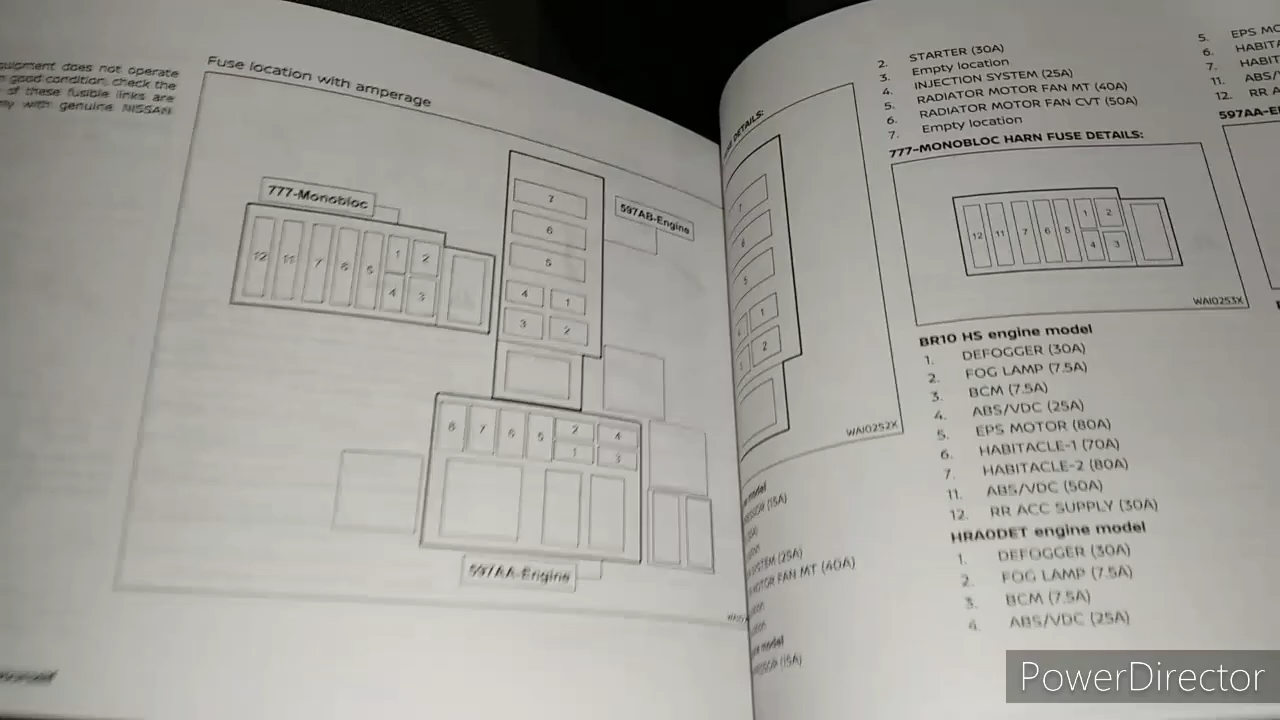 equipment does not operate
good condition, check the
of these fusible links are
with genuine NISSAN
Fuse location with amperage
777-Monobloc
12 11 7 6 5 1 2
4 3
597AB-Engine
7
6
5
4 1
3 2
8 7 6 5 2 4
1 3
597AA-Engine
DETAILS:
7
6
5
1
2
WAI0252X
model
(15A)
SYSTEM (25A)
MOTOR FAN MT (40A)
model
(15A)
2. STARTER (30A)
3. Empty location
4. INJECTION SYSTEM (25A)
5. RADIATOR MOTOR FAN MT (40A)
6. RADIATOR MOTOR FAN CVT (50A)
7. Empty location
777-MONOBLOC HARN FUSE DETAILS:
12 11 7 6 5 1 2
4 3
WAI0253X
BR10 HS engine model
1. DEFOGGER (30A)
2. FOG LAMP (7.5A)
3. BCM (7.5A)
4. ABS/VDC (25A)
5. EPS MOTOR (80A)
6. HABITACLE-1 (70A)
7. HABITACLE-2 (80A)
11. ABS/VDC (50A)
12. RR ACC SUPPLY (30A)
HRA0DET engine model
1. DEFOGGER (30A)
2. FOG LAMP (7.5A)
3. BCM (7.5A)
4. ABS/VDC (25A)
5. EPS MO
6. HABITA
7. HABIT
11. ABS/
12. RR A
597AA-E
PowerDirector